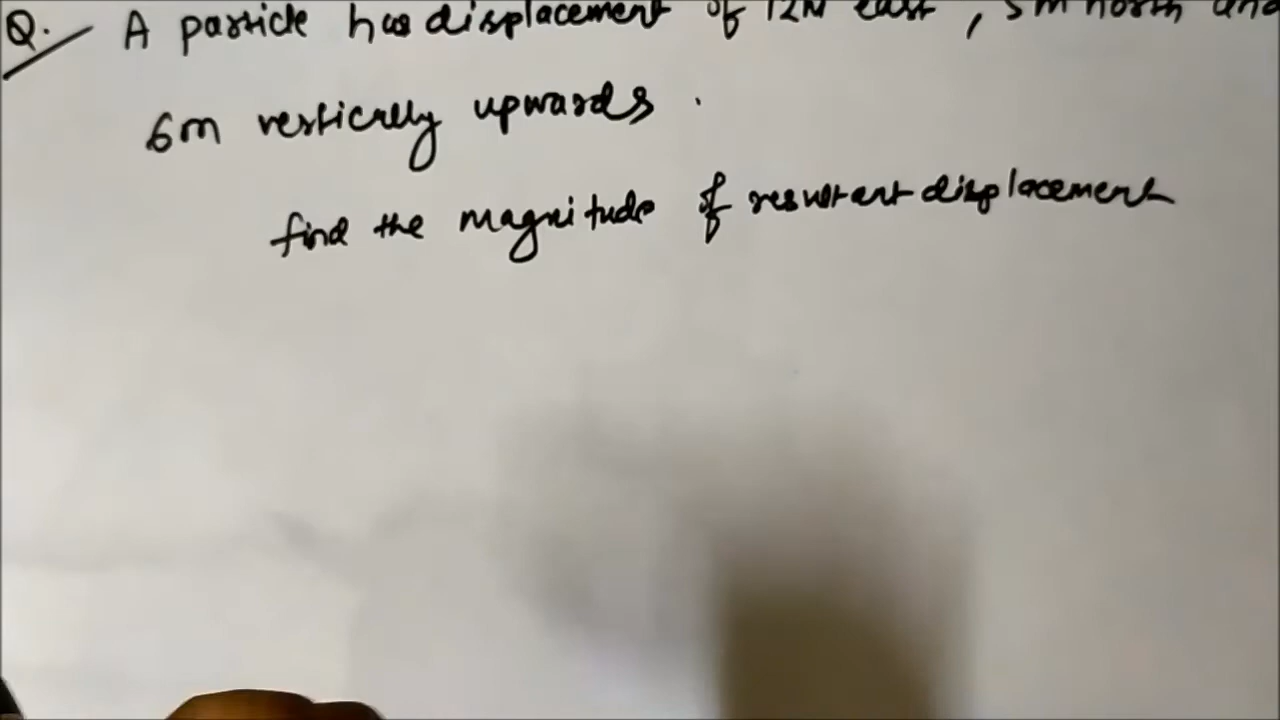 Q. A particle has displacement of 12m east, 5m north and
6m vertically upwards.
find the magnitude of resultant displacement